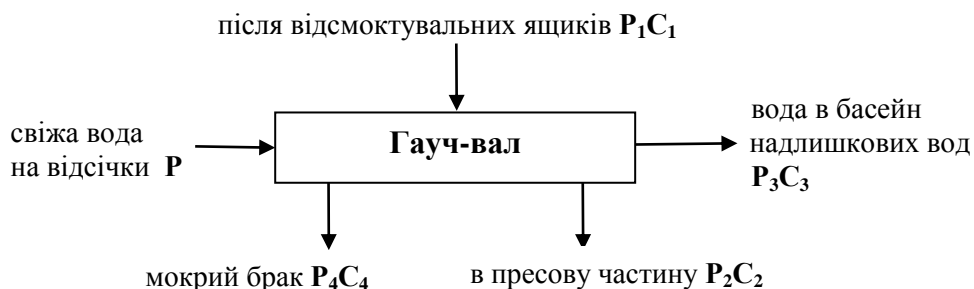 після відсмоктувальних ящиків P₁C₁
свіжа вода
на відсічки P
Гауч-вал
вода в басейн
надлишкових вод
P₃C₃
мокрий брак P₄C₄
в пресову частину P₂C₂